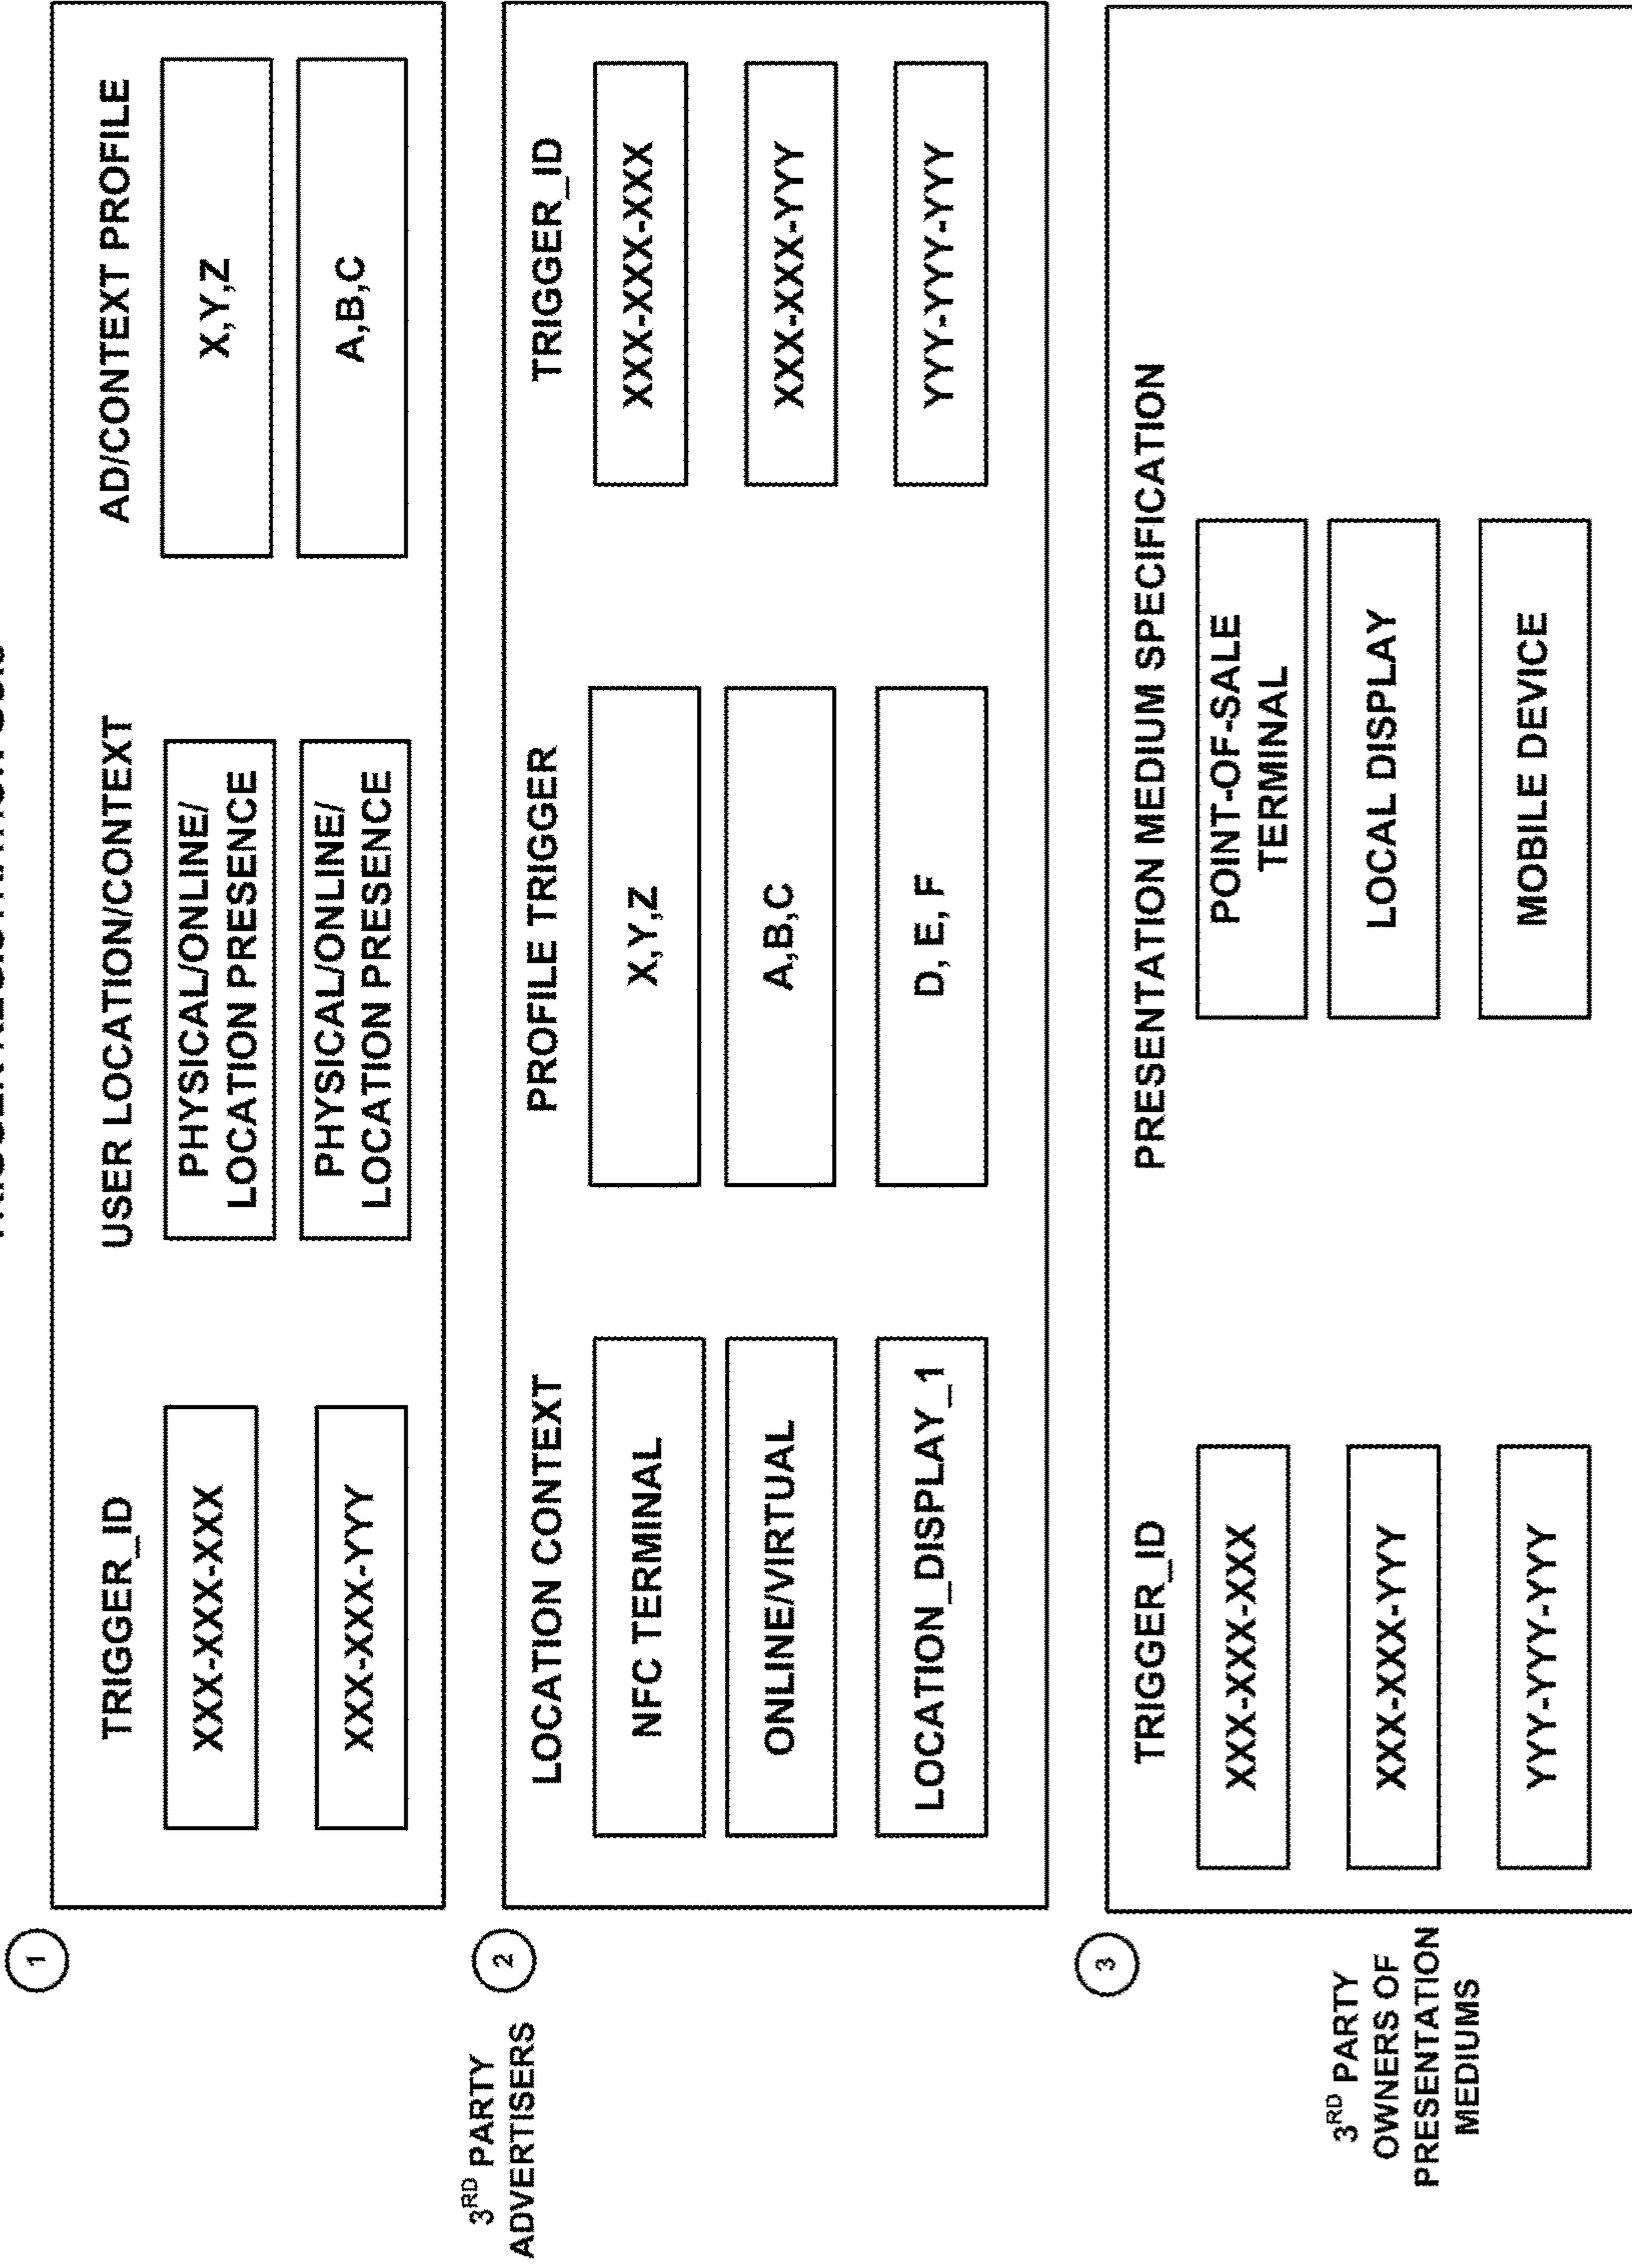 1
TRIGGER_ID
USER LOCATION/CONTEXT
AD/CONTEXT PROFILE
XXX-XXX-XXX
PHYSICAL/ONLINE/
LOCATION PRESENCE
X,Y,Z
XXX-XXX-YYY
PHYSICAL/ONLINE/
LOCATION PRESENCE
A,B,C
3RD PARTY
ADVERTISERS
2
LOCATION CONTEXT
PROFILE TRIGGER
TRIGGER_ID
NFC TERMINAL
X,Y,Z
XXX-XXX-XXX
ONLINE/VIRTUAL
A,B,C
XXX-XXX-YYY
LOCATION_DISPLAY_1
D, E, F
YYY-YYY-YYY
3
3RD PARTY
OWNERS OF
PRESENTATION
MEDIUMS
TRIGGER_ID
PRESENTATION MEDIUM SPECIFICATION
XXX-XXX-XXX
POINT-OF-SALE
TERMINAL
XXX-XXX-YYY
LOCAL DISPLAY
YYY-YYY-YYY
MOBILE DEVICE